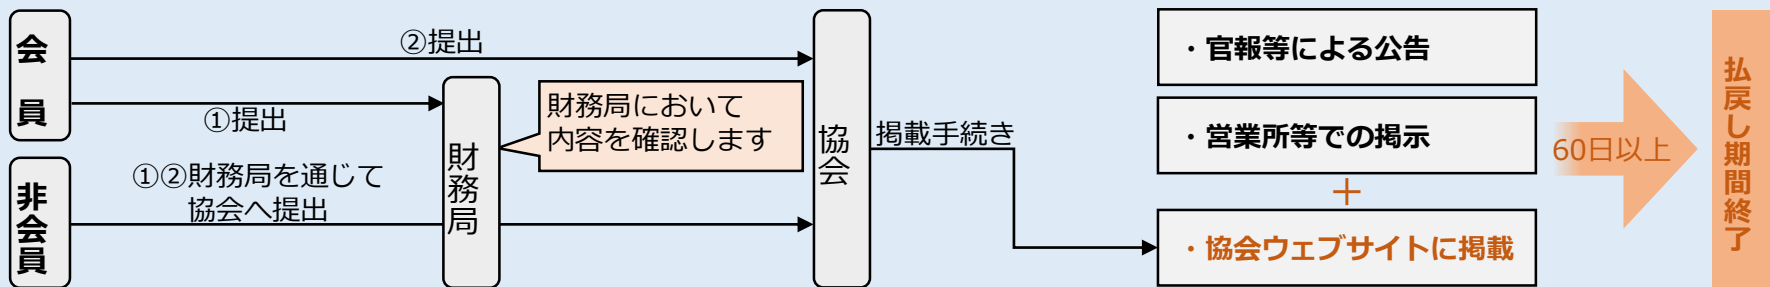 会員
②提出
①提出
財務局において
内容を確認します
財務局
非会員
①②財務局を通じて
協会へ提出
協会
掲載手続き
・官報等による公告
・営業所等での掲示
＋
・協会ウェブサイトに掲載
60日以上
払戻し期間終了